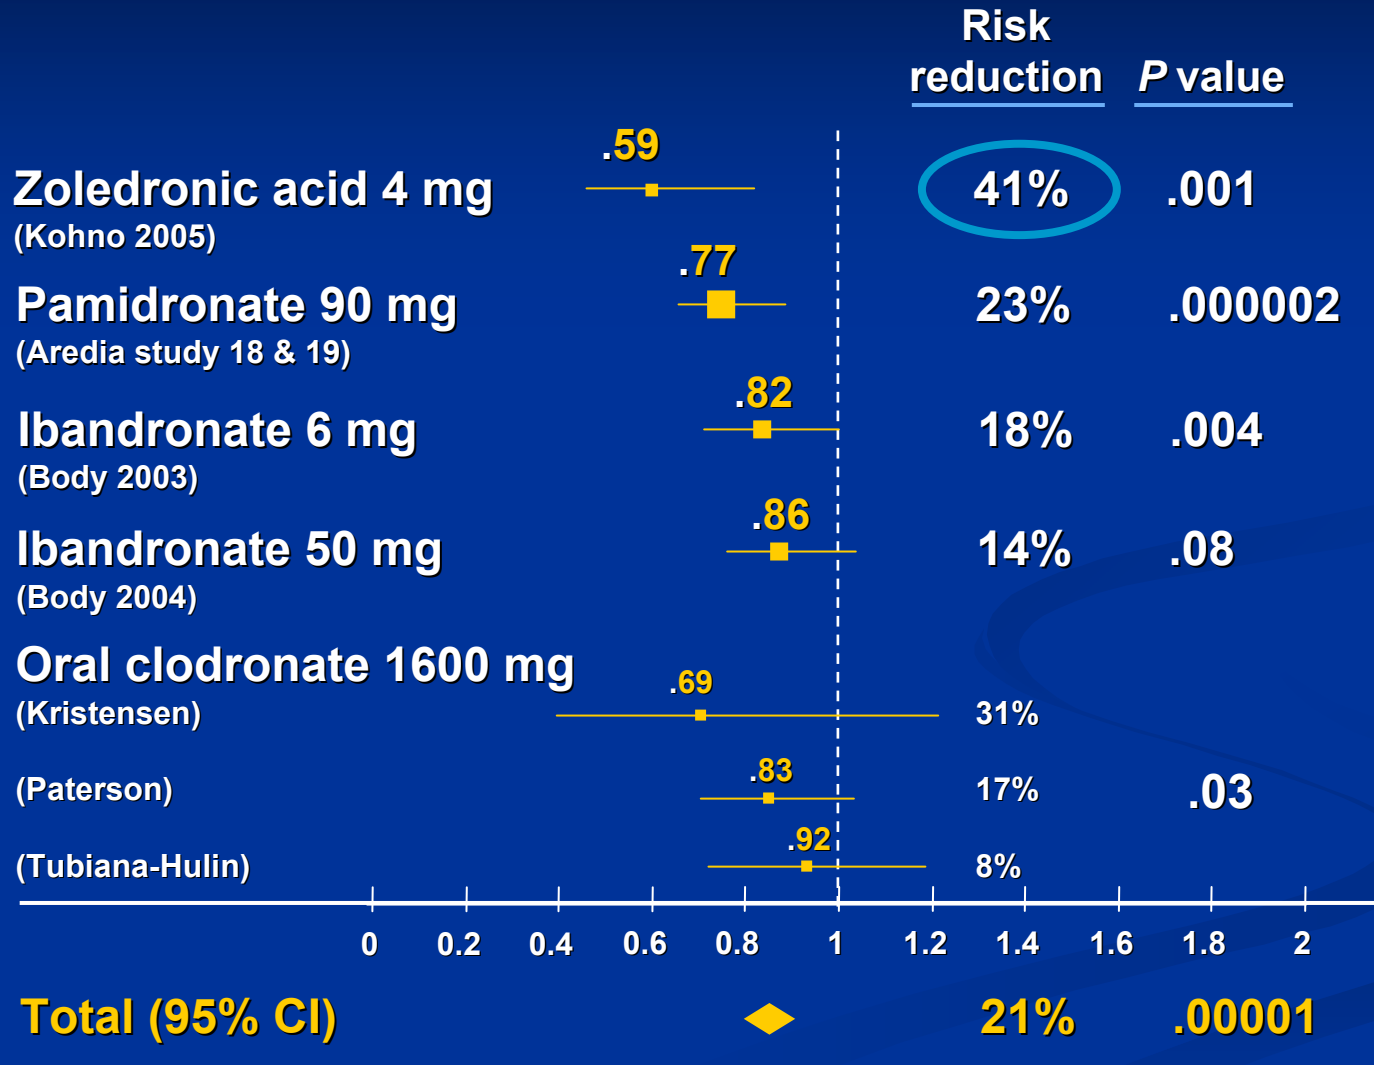 Risk
reduction P value
.59
Zoledronic acid 4 mg 41% .001
(Kohno 2005)
.77
Pamidronate 90 mg 23% .000002
(Aredia study 18 & 19)
.82
Ibandronate 6 mg 18% .004
(Body 2003)
.86
Ibandronate 50 mg 14% .08
(Body 2004)
Oral clodronate 1600 mg
.69
(Kristensen) 31%
.83
(Paterson) 17% .03
.92
(Tubiana-Hulin) 8%
0 0.2 0.4 0.6 0.8 1 1.2 1.4 1.6 1.8 2
Total (95% CI) 21% .00001